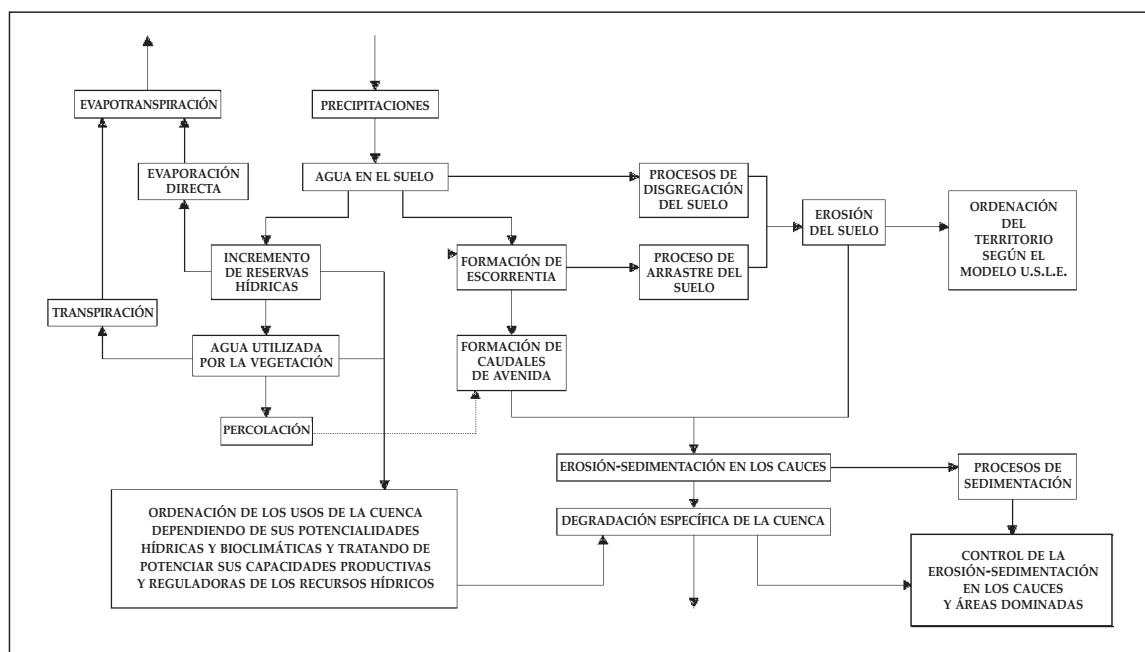 EVAPOTRANSPIRACIÓN
PRECIPITACIONES
EVAPORACIÓN
DIRECTA
AGUA EN EL SUELO
PROCESOS DE
DISGREGACIÓN
DEL SUELO
EROSIÓN
DEL SUELO
ORDENACIÓN
DEL
TERRITORIO
SEGÚN EL
MODELO U.S.L.E.
INCREMENTO
DE RESERVAS
HÍDRICAS
FORMACIÓN DE
ESCORRENTIA
PROCESO DE
ARRASTRE DEL
SUELO
TRANSPIRACIÓN
AGUA UTILIZADA
POR LA VEGETACIÓN
FORMACIÓN DE
CAUDALES
DE AVENIDA
PERCOLACIÓN
EROSIÓN-SEDIMENTACIÓN EN LOS CAUCES
PROCESOS DE
SEDIMENTACIÓN
ORDENACIÓN DE LOS USOS DE LA CUENCA
DEPENDIENDO DE SUS POTENCIALIDADES
HÍDRICAS Y BIOCLIMÁTICAS Y TRATANDO DE
POTENCIAR SUS CAPACIDADES PRODUCTIVAS
Y REGULADORAS DE LOS RECURSOS HÍDRICOS
DEGRADACIÓN ESPECÍFICA DE LA CUENCA
CONTROL DE LA
EROSIÓN-SEDIMENTACIÓN
EN LOS CAUCES
Y ÁREAS DOMINADAS